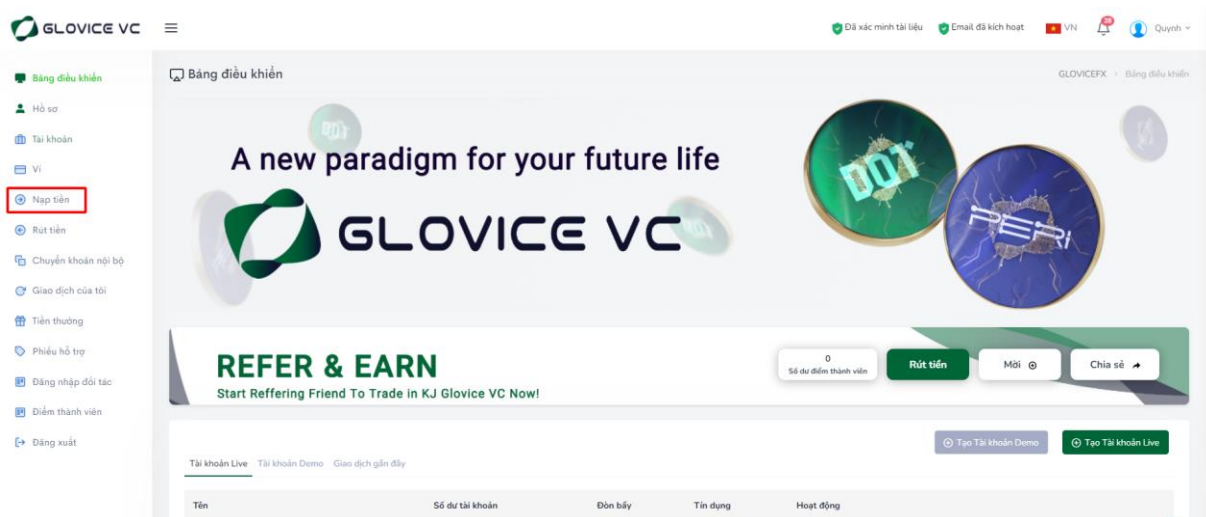 GLOVICE VC
Đã xác minh tài liệu
Email đã kích hoạt
VN
28
Quynh
Bảng điều khiển
Hồ sơ
Tài khoản
Ví
Nạp tiền
Rút tiền
Chuyển khoản nội bộ
Giao dịch của tôi
Tiền thưởng
Phiếu hỗ trợ
Đăng nhập đối tác
Điểm thành viên
Đăng xuất
Bảng điều khiển
GLOVICEFX
Bảng điều khiển
A new paradigm for your future life
GLOVICE VC
DOT
PERI
REFER & EARN
Start Reffering Friend To Trade in KJ Glovice VC Now!
0
Số dư điểm thành viên
Rút tiền
Mời
Chia sẻ
Tạo Tài khoản Demo
Tạo Tài khoản Live
Tài khoản Live Tài khoản Demo Giao dịch gần đây
Tên Số dư tài khoản Đòn bẩy Tín dụng Hoạt động